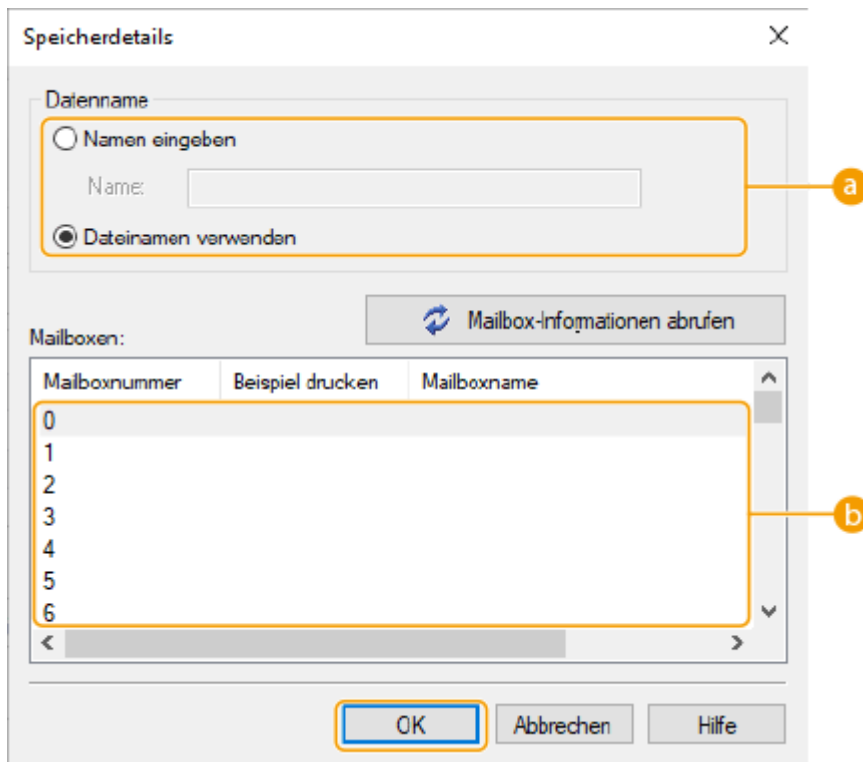 Speicherdetails
Datenname
Namen eingeben
Name:
a
Dateinamen verwenden
Mailbox-Informationen abrufen
Mailboxen:
Mailboxnummer Beispiel drucken Mailboxname
0
1
2
3
b
4
5
6
OK Abbrechen Hilfe